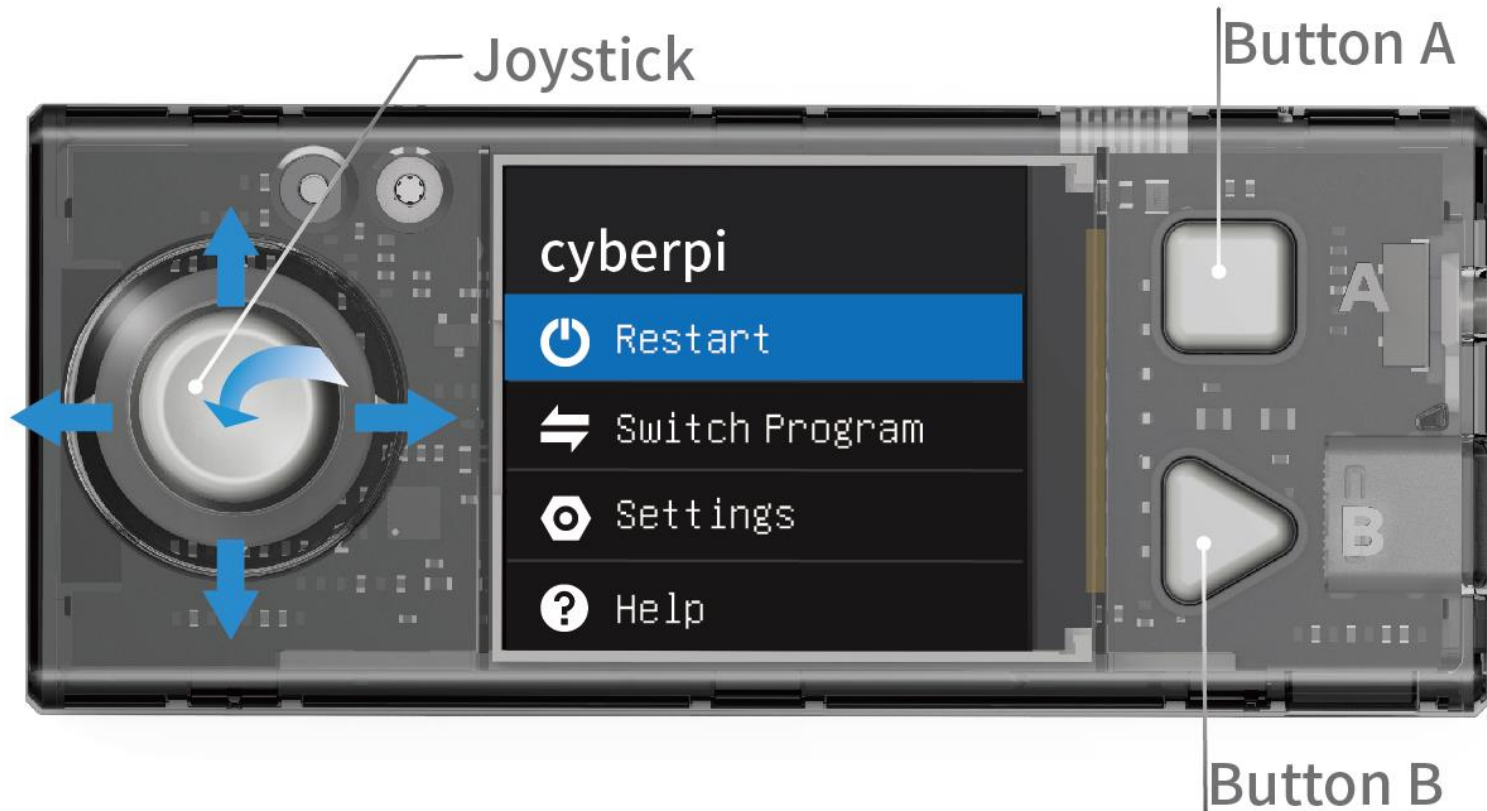 Joystick
Button A
cyberpi
Restart
A
Switch Program
Settings
B
Help
Button B